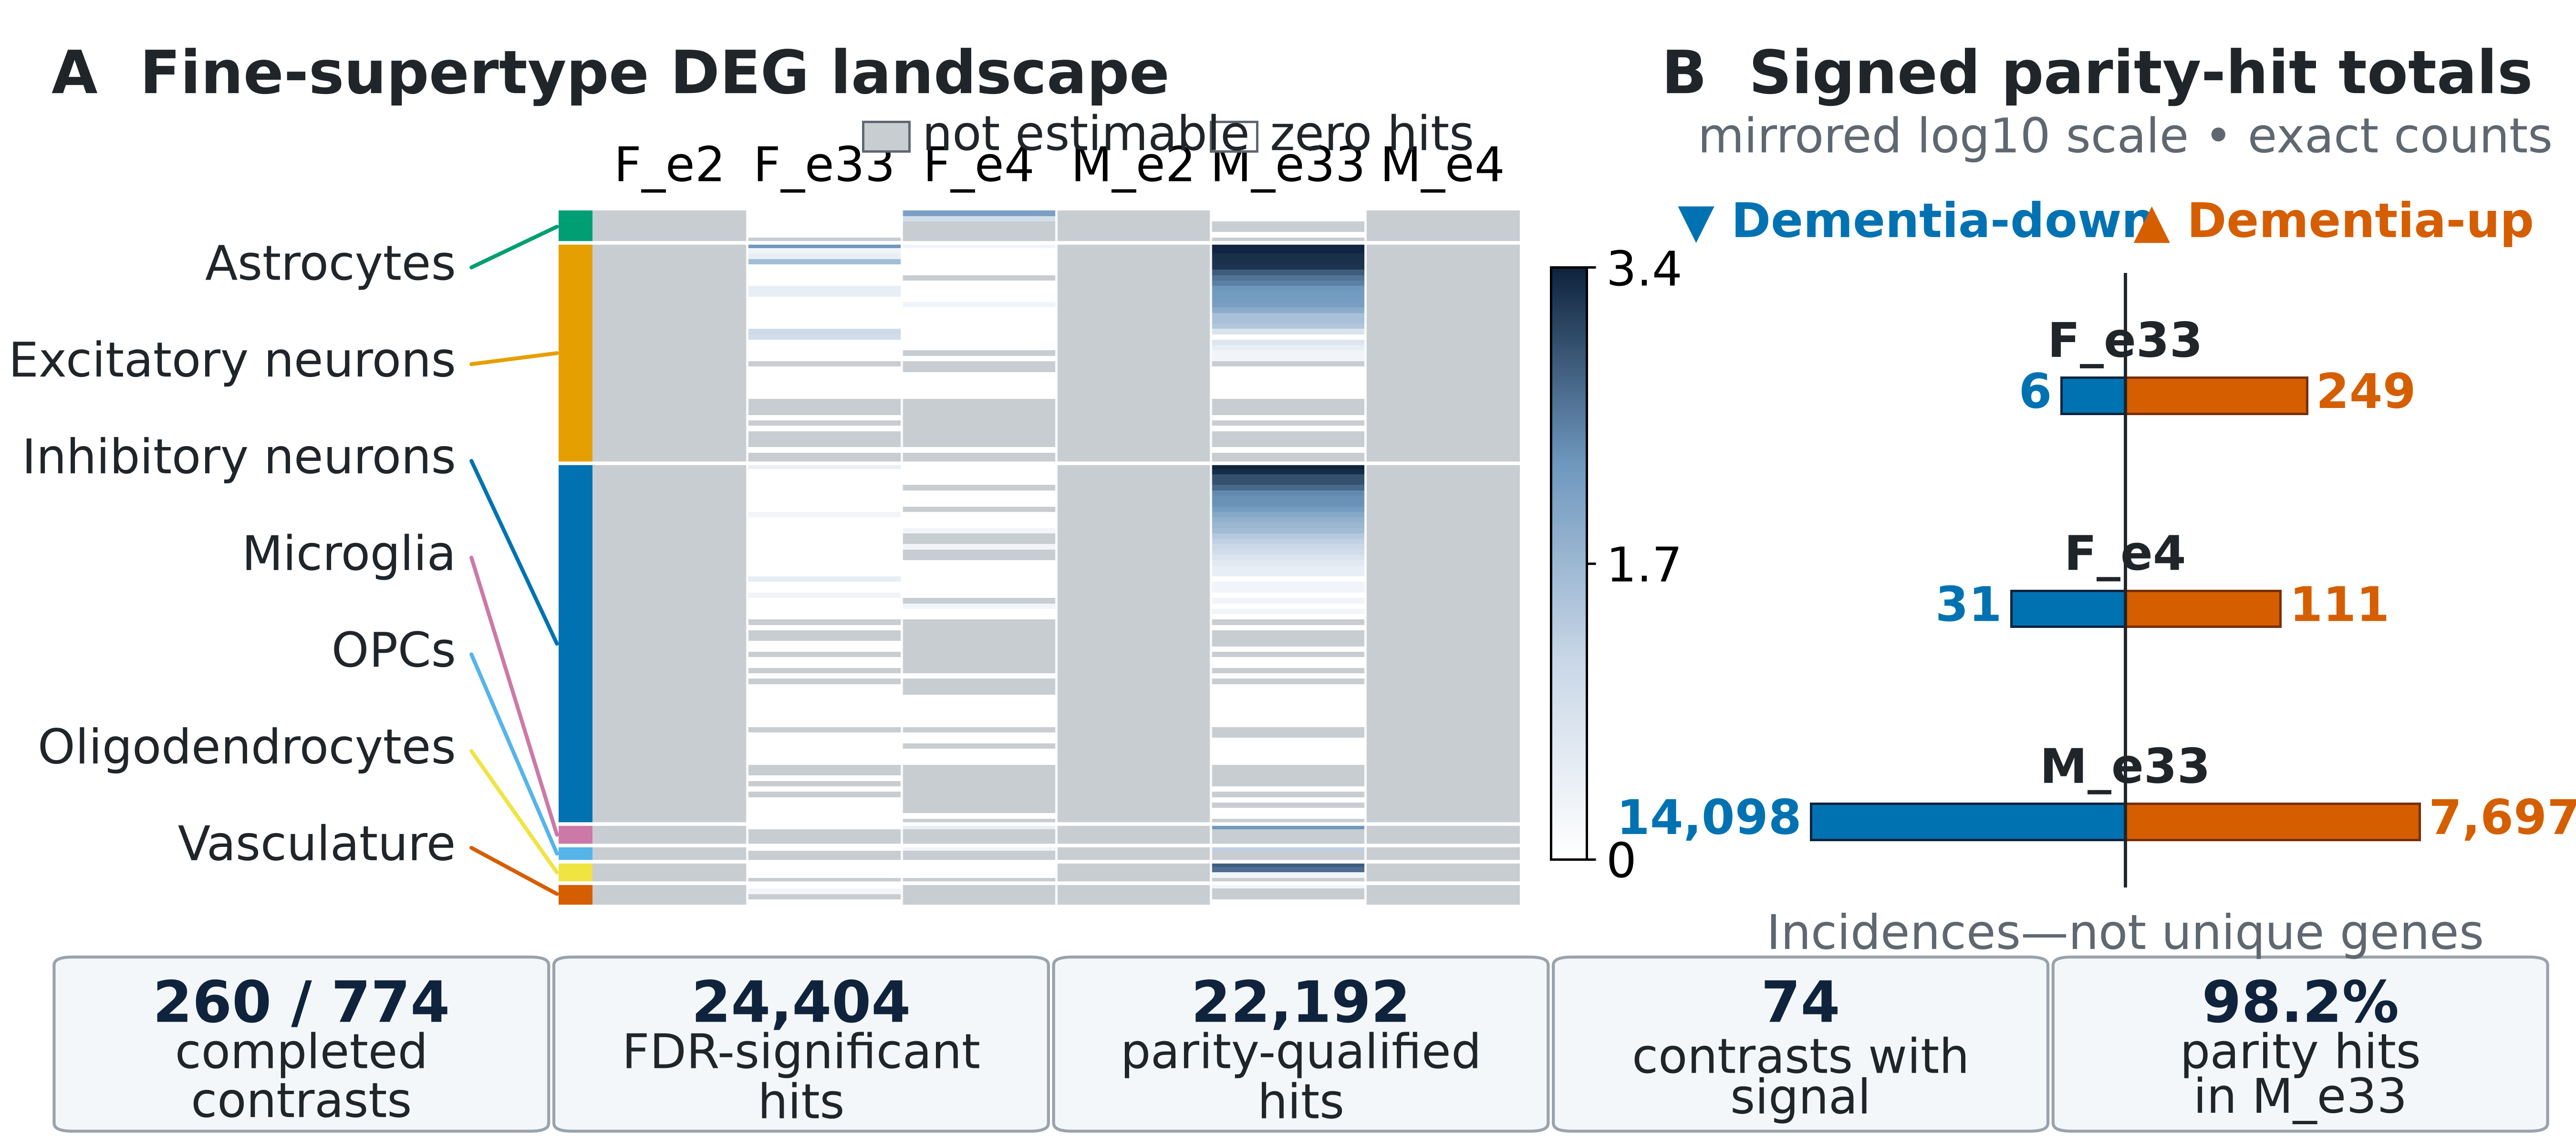 A Fine-supertype DEG landscape
not estimable zero hits
F_e2 F_e33 F_e4 M_e2 M_e33 M_e4
Astrocytes
Excitatory neurons
Inhibitory neurons
Microglia
OPCs
Oligodendrocytes
Vasculature
3.4
1.7
0
B Signed parity-hit totals
mirrored log10 scale • exact counts
▼ Dementia-down ▲ Dementia-up
F_e33
6 249
F_e4
31 111
M_e33
14,098 7,697
Incidences—not unique genes
260 / 774
completed
contrasts
24,404
FDR-significant
hits
22,192
parity-qualified
hits
74
contrasts with
signal
98.2%
parity hits
in M_e33